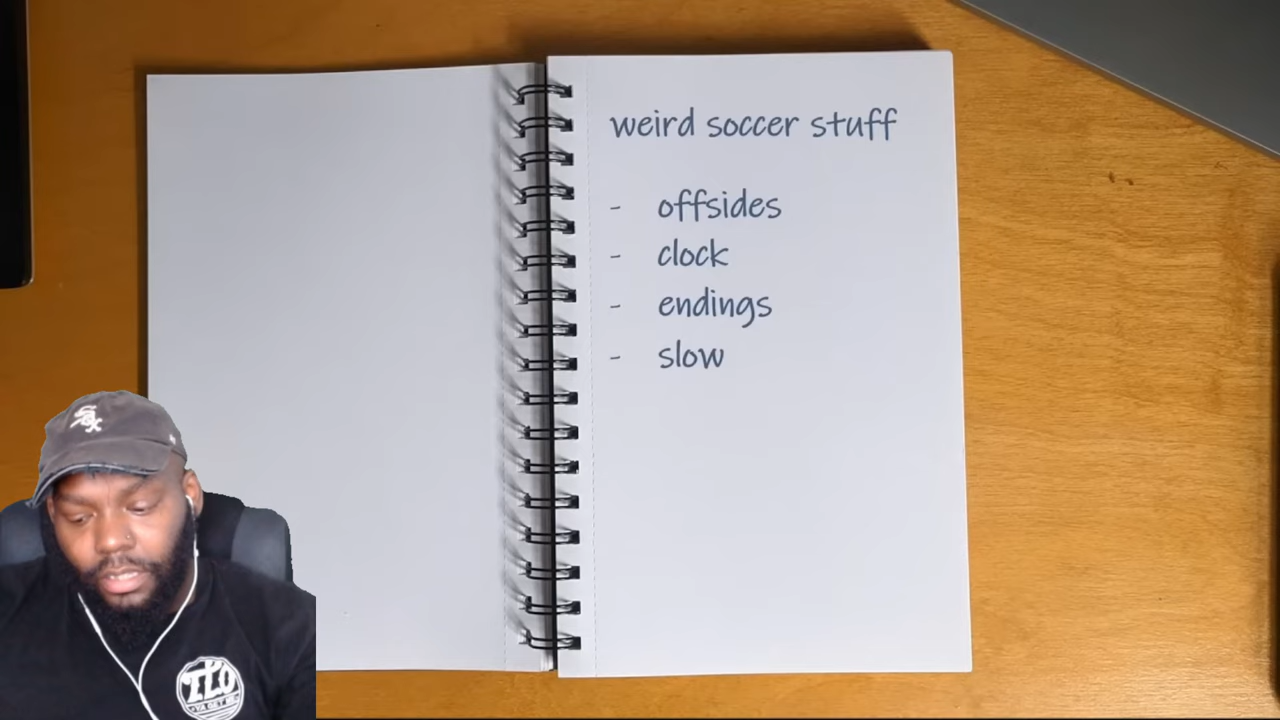 weird soccer stuff
- offsides
- clock
- endings
- slow
Sox
TLO